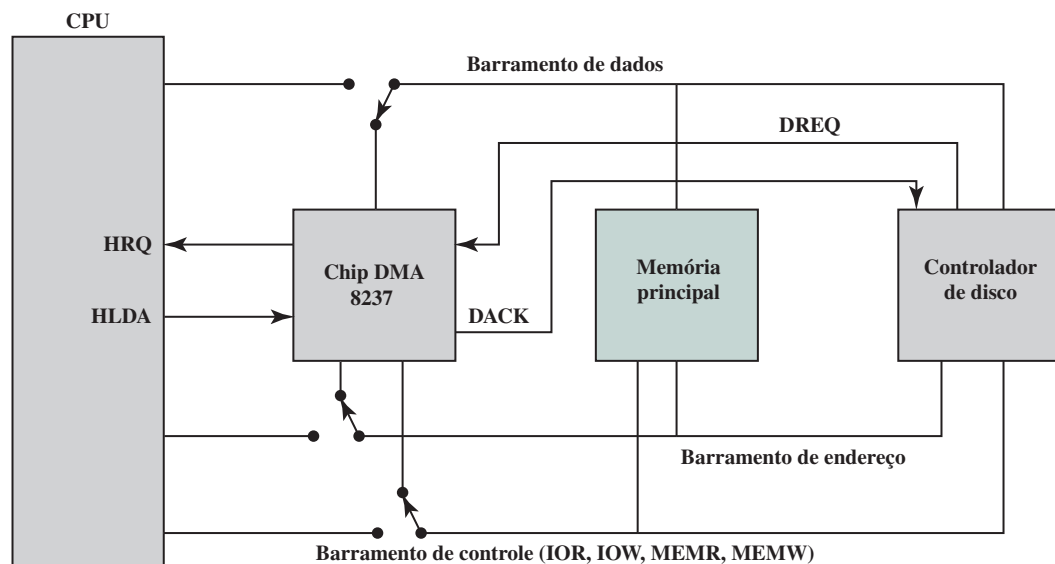 CPU
Barramento de dados
DREQ
HRQ
Chip DMA
8237
Memória
principal
Controlador
de disco
HLDA
DACK
Barramento de endereço
Barramento de controle (IOR, IOW, MEMR, MEMW)